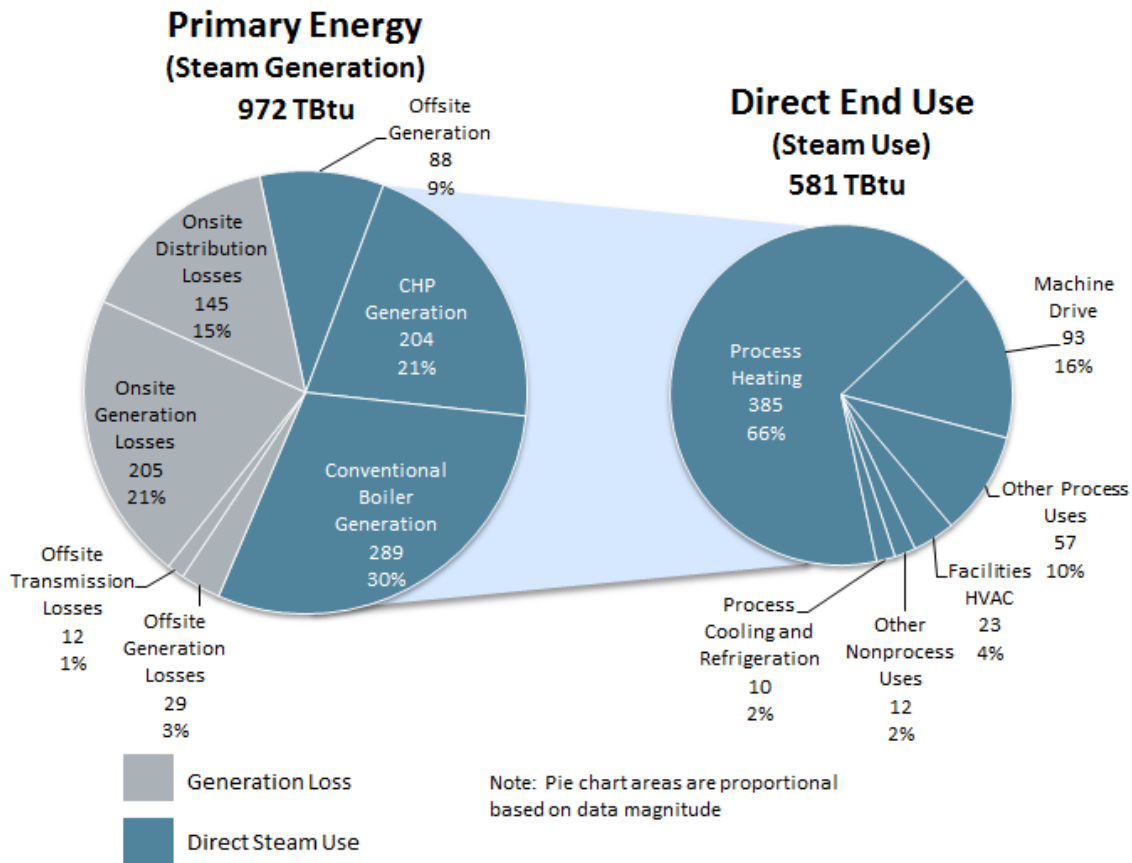 Primary Energy
(Steam Generation)
972 TBtu
Offsite
Generation
88
9%
CHP
Generation
204
21%
Conventional
Boiler
Generation
289
30%
Offsite
Generation
Losses
29
3%
Offsite
Transmission
Losses
12
1%
Onsite
Generation
Losses
205
21%
Onsite
Distribution
Losses
145
15%
Direct End Use
(Steam Use)
581 TBtu
Process
Heating
385
66%
Machine
Drive
93
16%
Other Process
Uses
57
10%
Facilities
HVAC
23
4%
Other
Nonprocess
Uses
12
2%
Process
Cooling and
Refrigeration
10
2%
Generation Loss
Direct Steam Use
Note: Pie chart areas are proportional
based on data magnitude